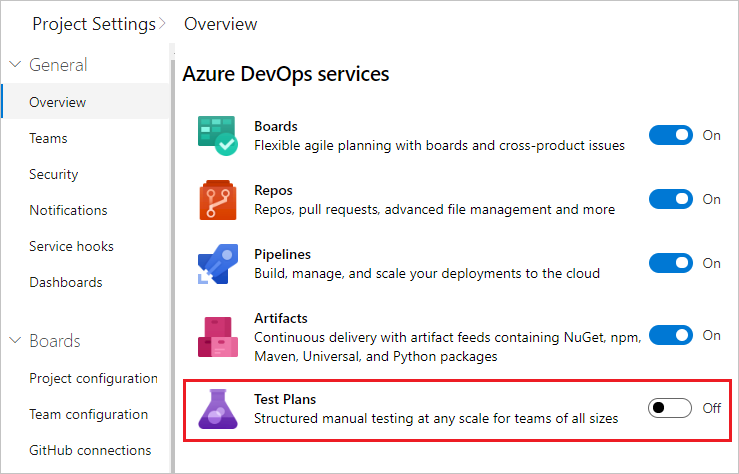 Project Settings > Overview
General
Overview
Teams
Security
Notifications
Service hooks
Dashboards
Boards
Project configuration
Team configuration
GitHub connections
Azure DevOps services
Boards
Flexible agile planning with boards and cross-product issues
On
Repos
Repos, pull requests, advanced file management and more
On
Pipelines
Build, manage, and scale your deployments to the cloud
On
Artifacts
Continuous delivery with artifact feeds containing NuGet, npm,
Maven, Universal, and Python packages
On
Test Plans
Structured manual testing at any scale for teams of all sizes
Off